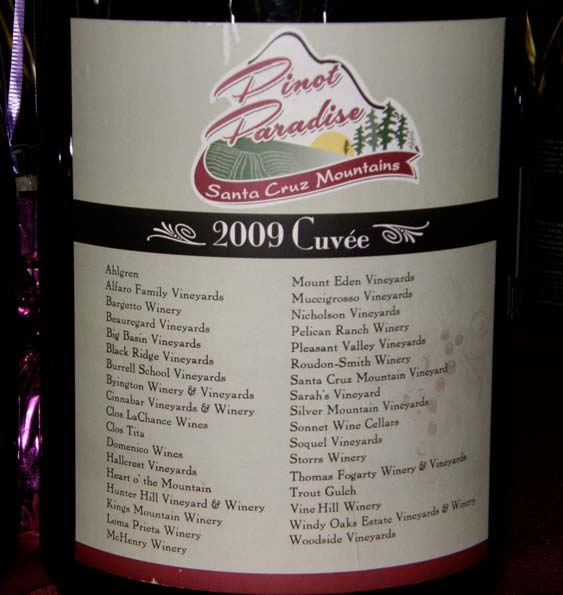 Pinot
Paradise
Santa Cruz Mountains
2009 Cuvée
Ahlgren
Alfaro Family Vineyards
Bargetto Winery
Beauregard Vineyards
Big Basin Vineyards
Black Ridge Vineyards
Burrell School Vineyards
Byington Winery & Vineyards
Cinnabar Vineyards & Winery
Clos LaChance Wines
Clos Tita
Domenico Wines
Hallcrest Vineyards
Heart o' the Mountain
Hunter Hill Vineyard & Winery
Kings Mountain Winery
Loma Prieta Winery
McHenry Winery
Mount Eden Vineyards
Muccigrosso Vineyards
Nicholson Vineyards
Pelican Ranch Winery
Pleasant Valley Vineyards
Roudon-Smith Winery
Santa Cruz Mountain Vineyard
Sarah's Vineyard
Silver Mountain Vineyards
Sonnet Wine Cellars
Soquel Vineyards
Storrs Winery
Thomas Fogarty Winery & Vineyards
Trout Gulch
Vine Hill Winery
Windy Oaks Estate Vineyards & Winery
Woodside Vineyards